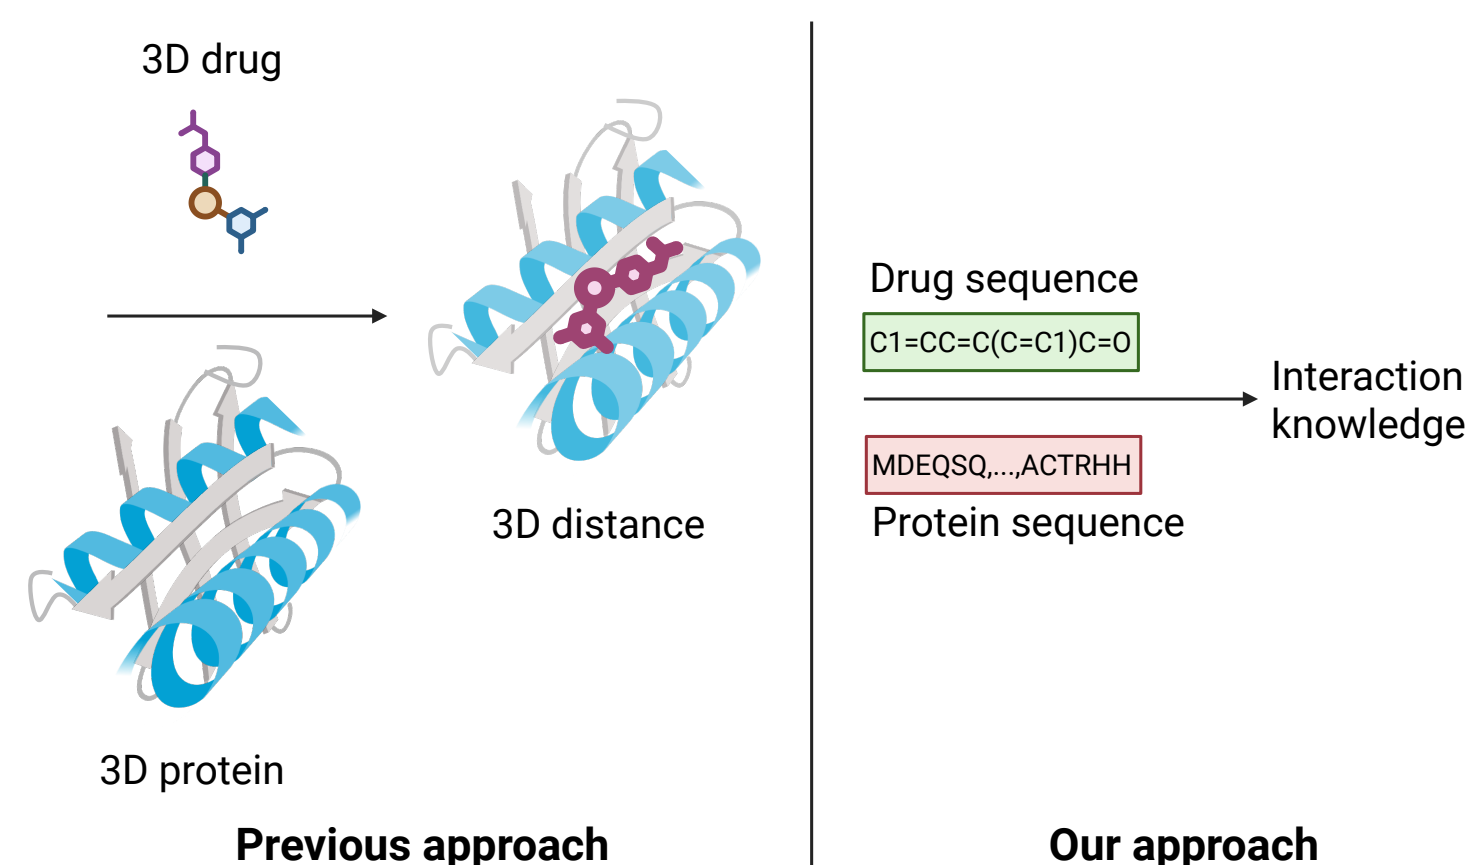 3D drug
3D distance
3D protein
Previous approach
Drug sequence
C1=CC=C(C=C1)C=O
Interaction
knowledge
MDEQSQ,...,ACTRHH
Protein sequence
Our approach